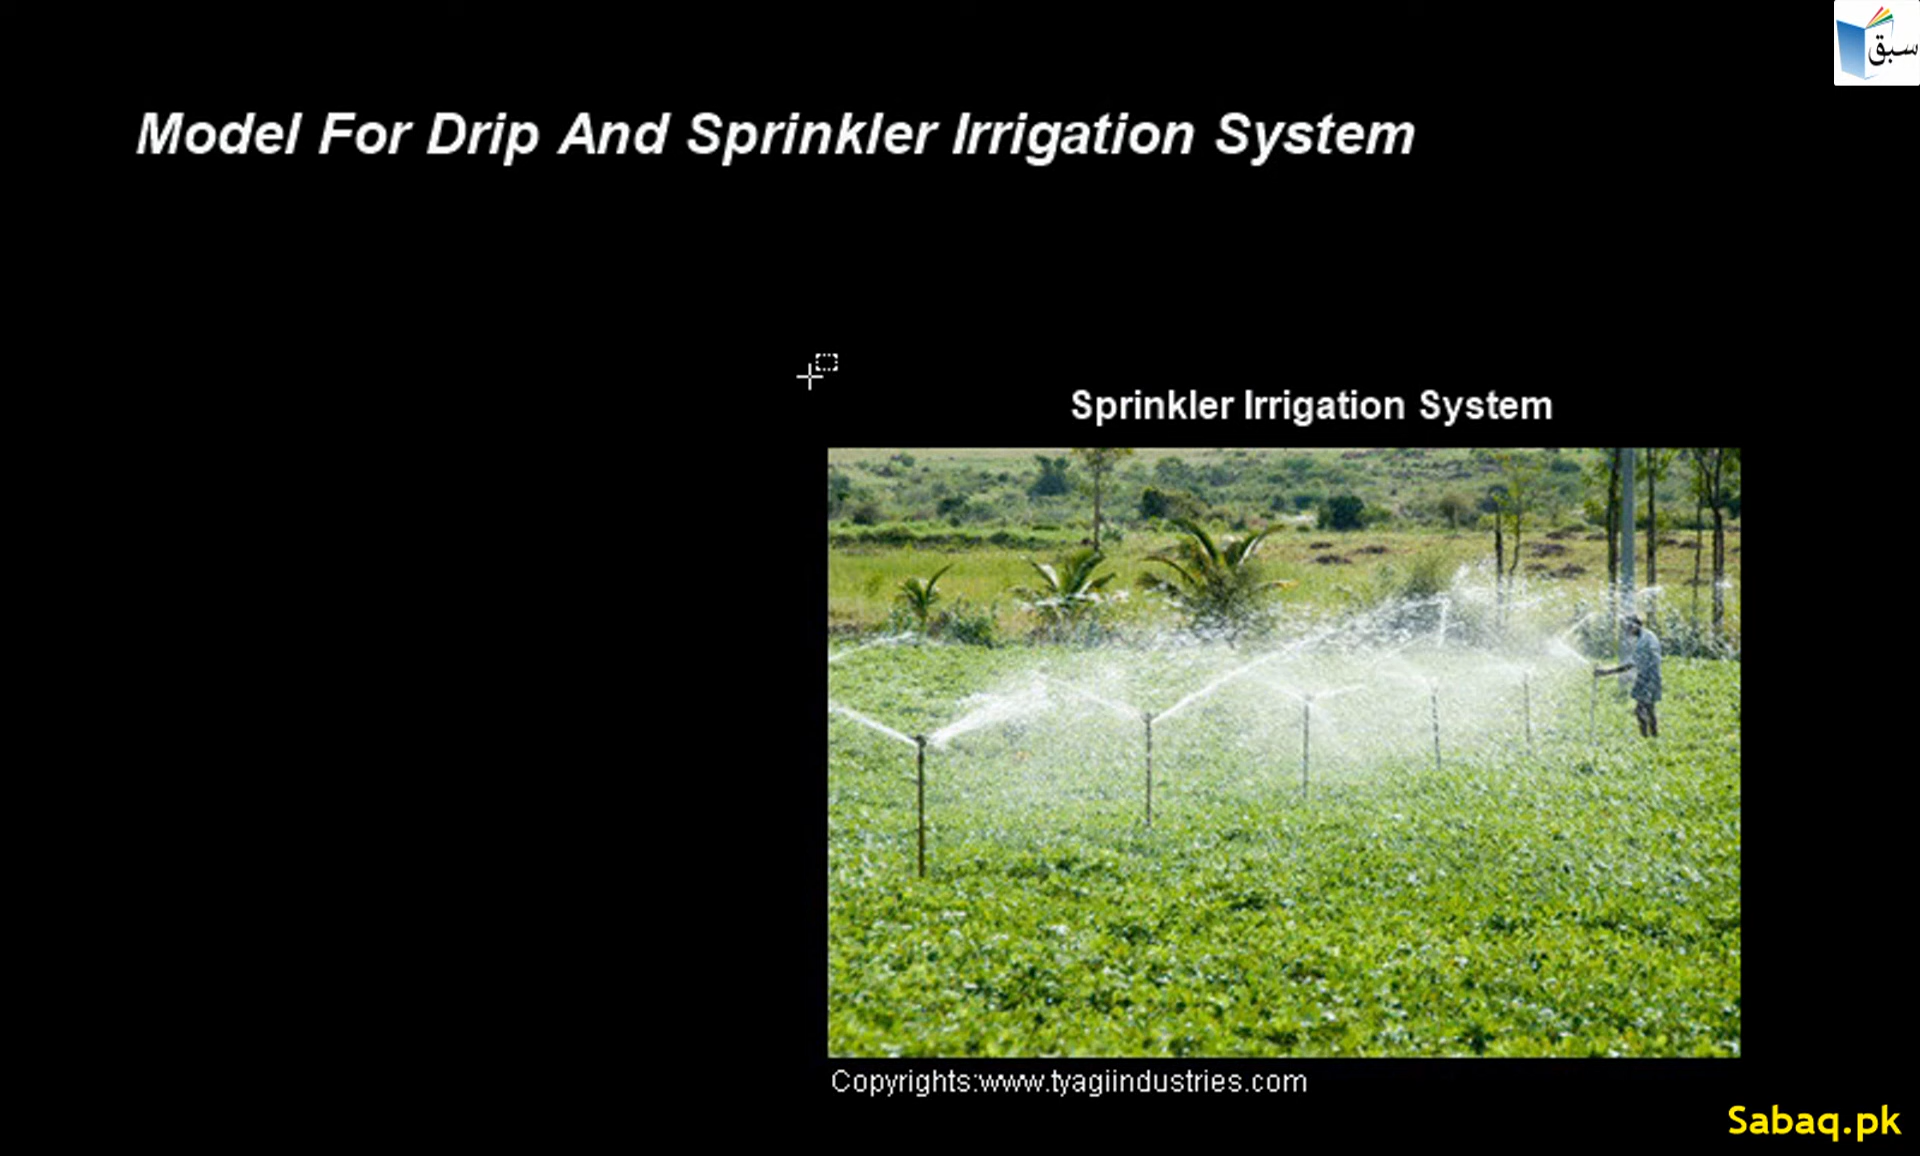 سبق
Model For Drip And Sprinkler Irrigation System
Sprinkler Irrigation System
Copyrights:www.tyagiindustries.com
Sabaq.pk